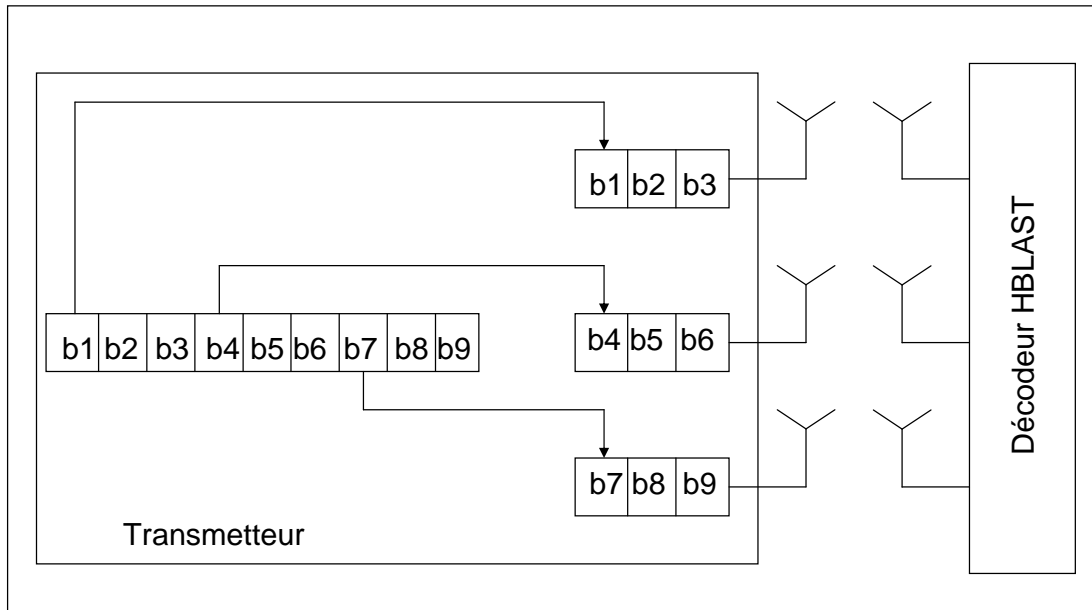 b1 b2 b3
b1 b2 b3 b4 b5 b6 b7 b8 b9
b4 b5 b6
b7 b8 b9
Transmetteur
Décodeur HBLAST